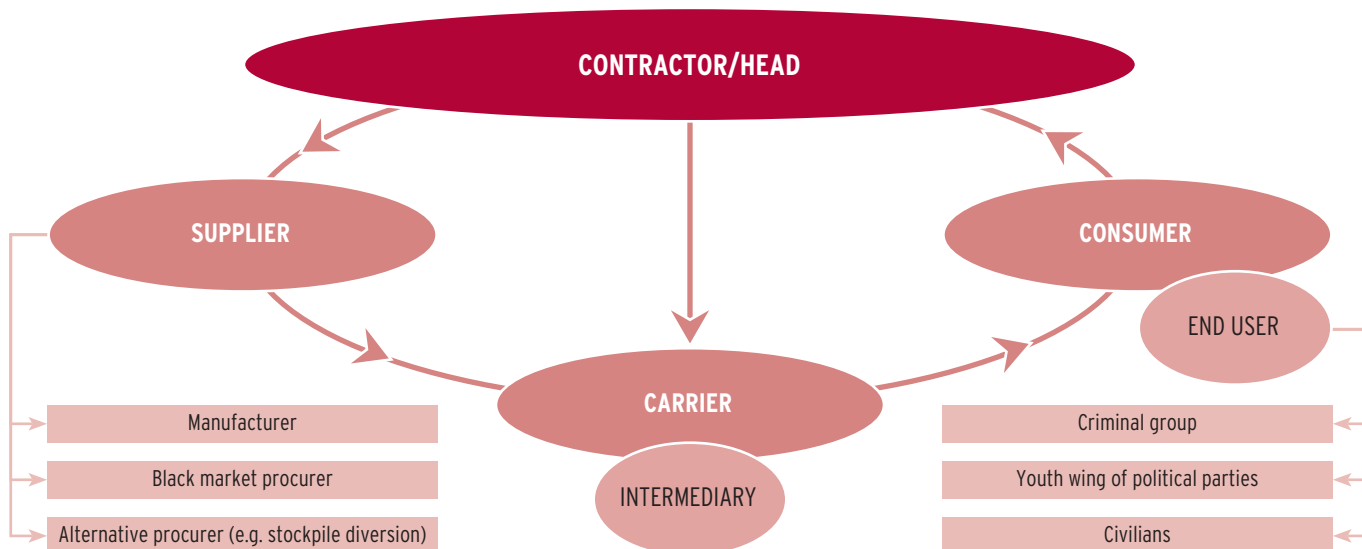 CONTRACTOR/HEAD
SUPPLIER
CONSUMER
END USER
CARRIER
INTERMEDIARY
Manufacturer
Black market procurer
Alternative procurer (e.g. stockpile diversion)
Criminal group
Youth wing of political parties
Civilians